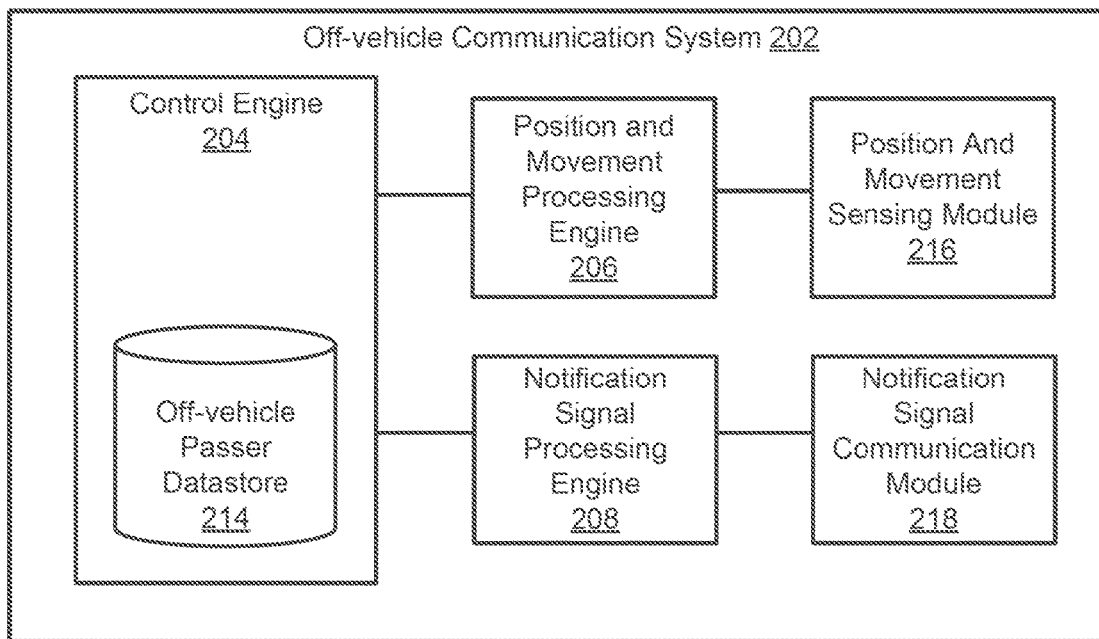 Off-vehicle Communication System 202
Control Engine
204
Position and
Movement
Processing
Engine
206
Position And
Movement
Sensing Module
216
Off-vehicle
Passer
Datastore
214
Notification
Signal
Processing
Engine
208
Notification
Signal
Communication
Module
218